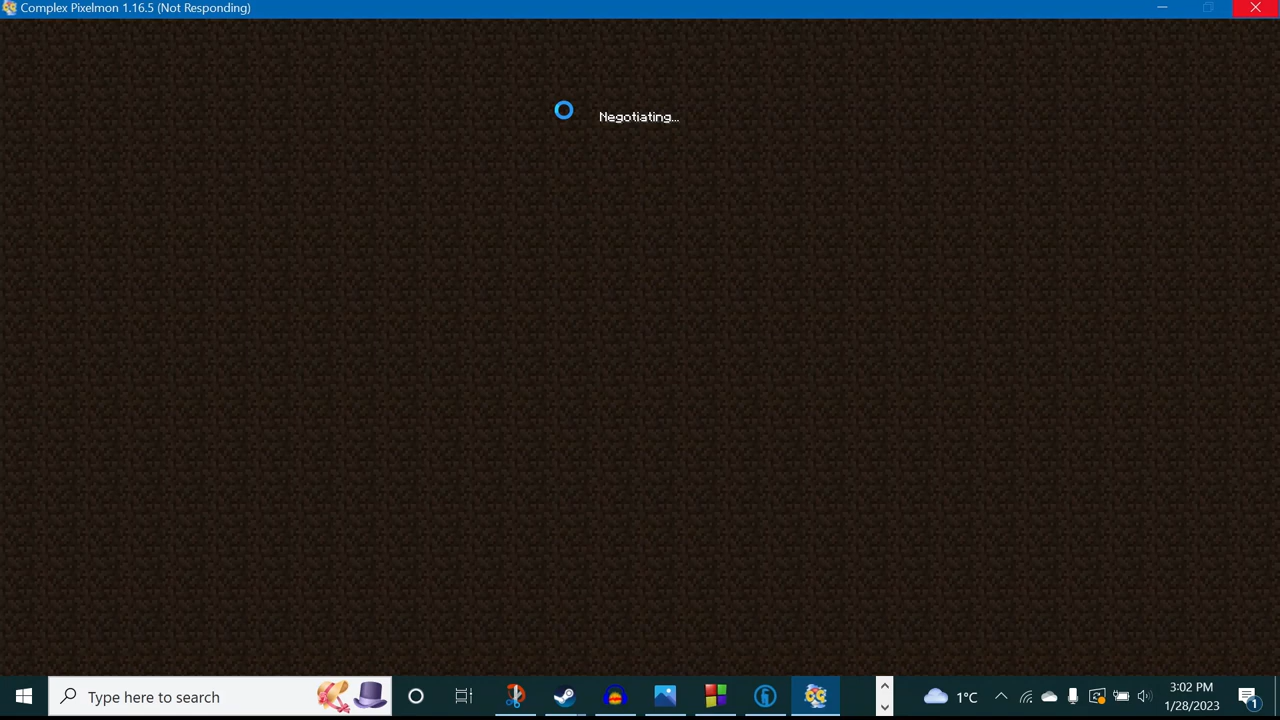 Complex Pixelmon 1.16.5 (Not Responding)
Negotiating...
Type here to search
1°C
3:02 PM
1/28/2023
1